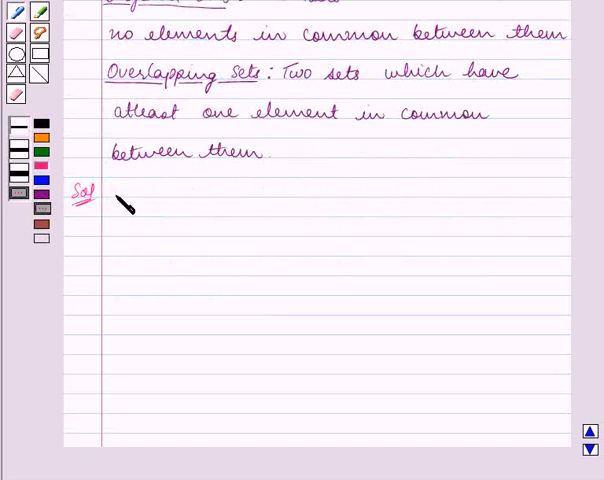 no elements in common between them
Overlapping Sets : Two sets which have
atleast one element in common
between them.
Sol